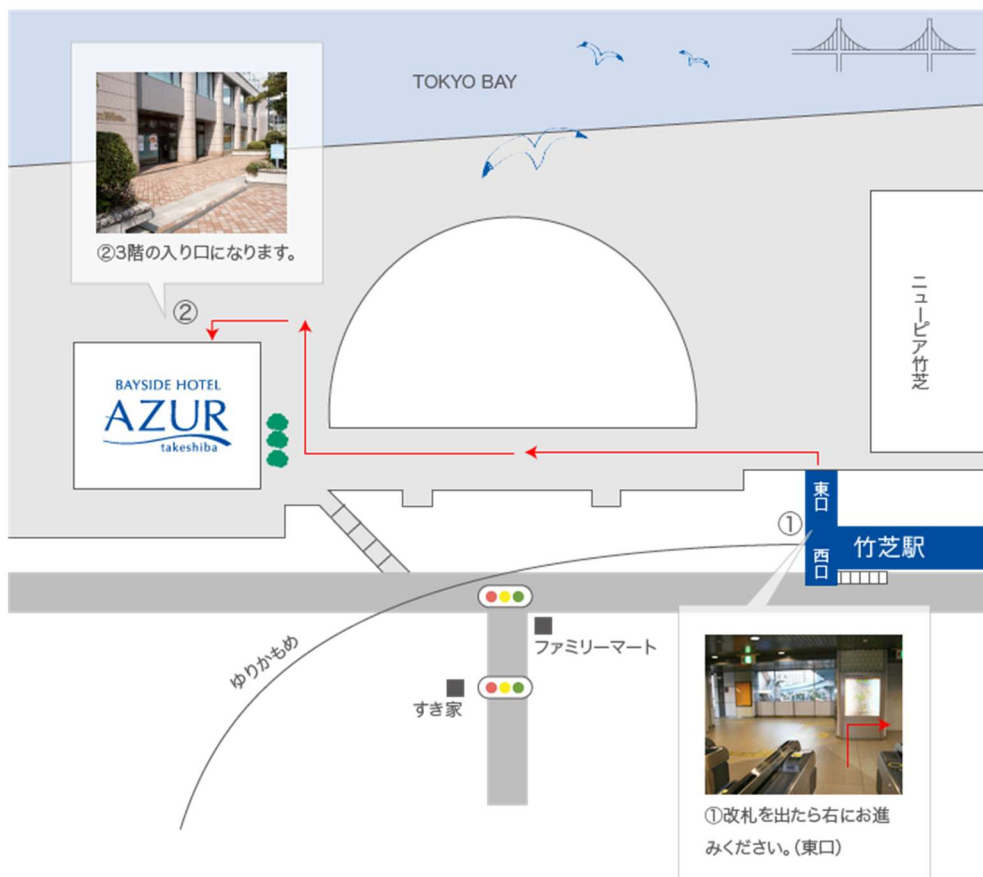 TOKYO BAY
②3階の入り口になります。
②
ニューピア竹芝
BAYSIDE HOTEL
AZUR
takeshiba
東口
①
竹芝駅
西口
ゆりかもめ
ファミリーマート
すき家
①改札を出たら右にお進
みください。(東口)